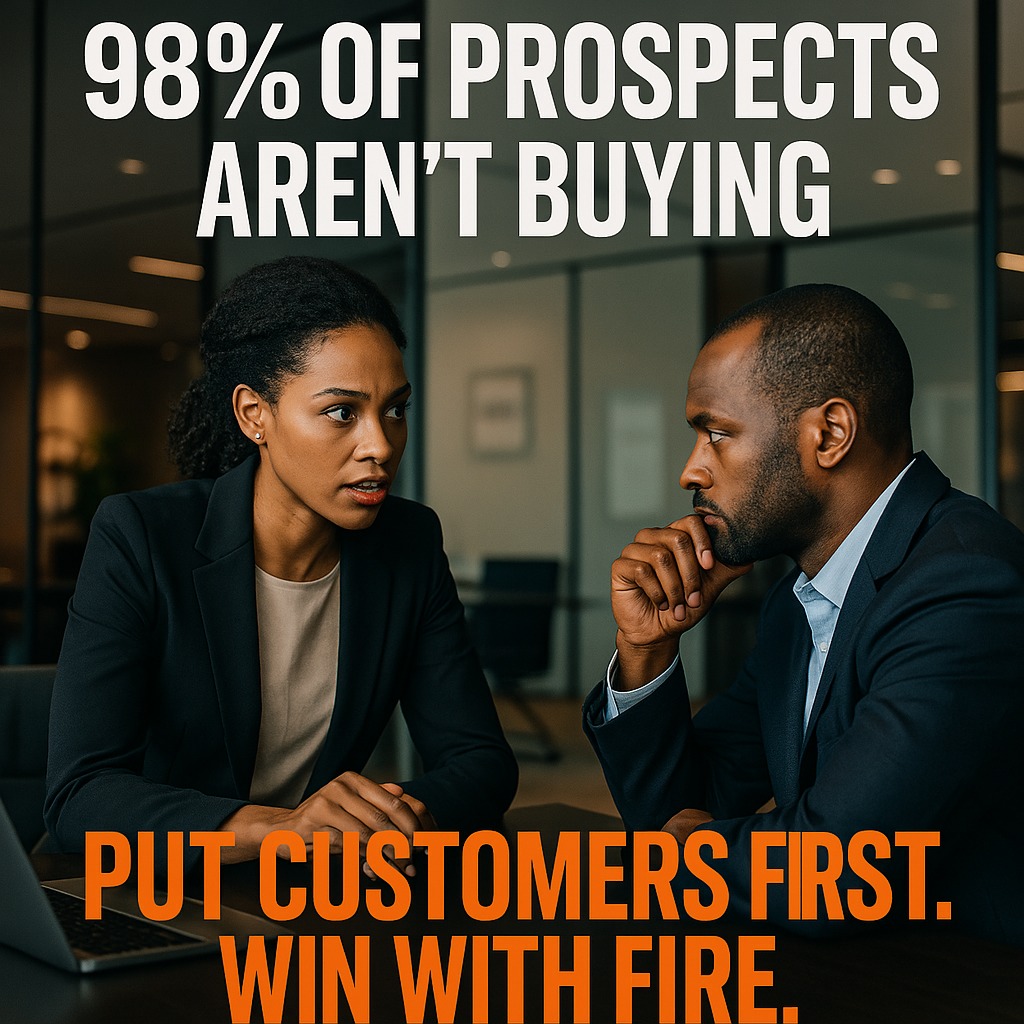 98% OF PROSPECTS
AREN’T BUYING
PUT CUSTOMERS FIRST.
WIN WITH FIRE.